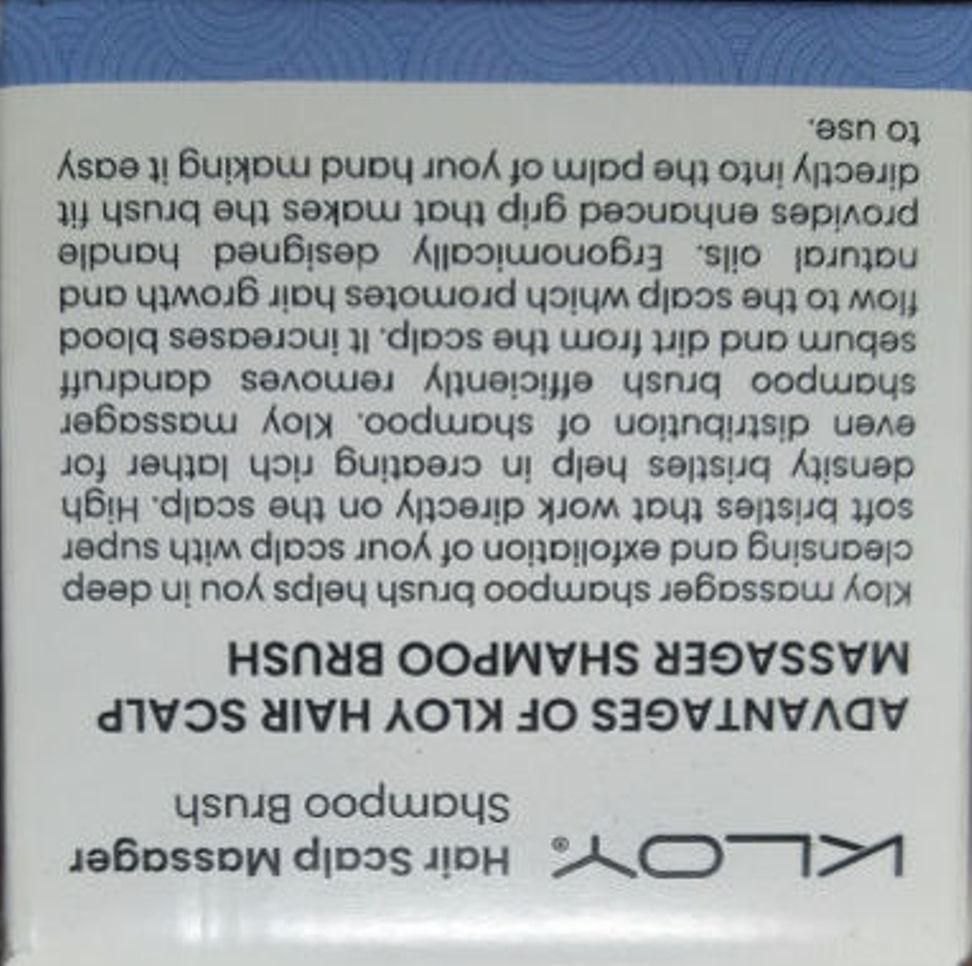 KLOY® Hair Scalp Massager
Shampoo Brush
ADVANTAGES OF KLOY HAIR SCALP
MASSAGER SHAMPOO BRUSH
Kloy massager shampoo brush helps you in deep
cleansing and exfoliation of your scalp with super
soft bristles that work directly on the scalp. High
density bristles help in creating rich lather for
even distribution of shampoo. Kloy massager
shampoo brush efficiently removes dandruff
sebum and dirt from the scalp. It increases blood
flow to the scalp which promotes hair growth and
natural oils. Ergonomically designed handle
provides enhanced grip that makes the brush fit
directly into the palm of your hand making it easy
to use.